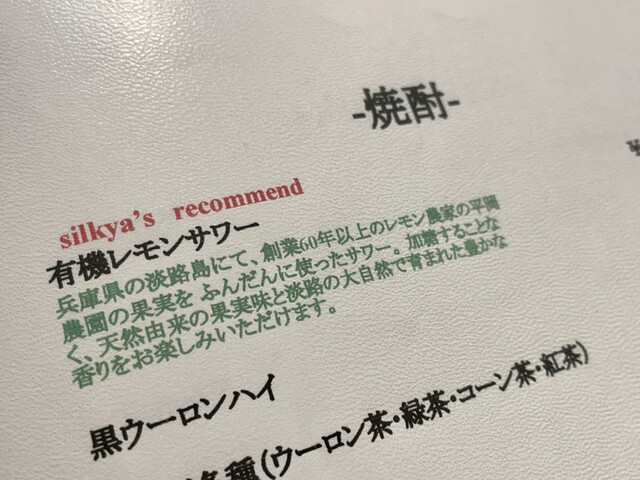 -焼酎-
silkya's recommend
有機レモンサワー
兵庫県の淡路島にて、創業60年以上のレモン農家の平岡
農園の果実を ふんだんに使ったサワー。加糖することな
く、天然由来の果実味と淡路の大自然で育まれた豊かな
香りをお楽しみいただけます。
黒ウーロンハイ
各種(ウーロン茶・緑茶・コーン茶・紅茶)